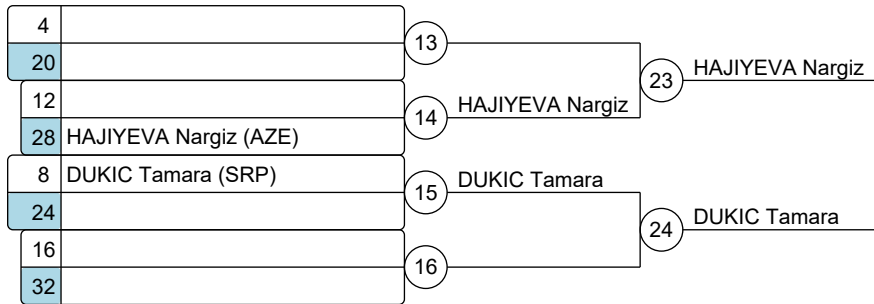 4
13
20
HAJIYEVA Nargiz
23
12
HAJIYEVA Nargiz
14
28 HAJIYEVA Nargiz (AZE)
8 DUKIC Tamara (SRP)
DUKIC Tamara
15
24
DUKIC Tamara
24
16
16
32